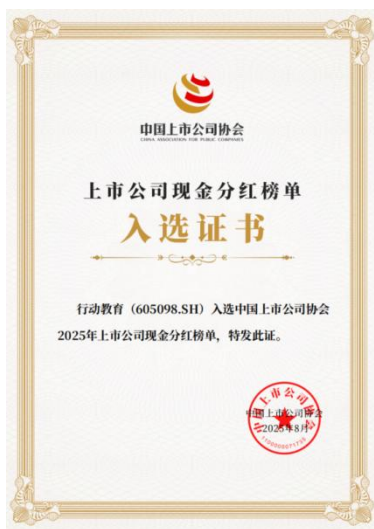 中国上市公司协会
CHINA ASSOCIATION FOR PUBLIC COMPANIES
上市公司现金分红榜单
入选证书
行动教育（605098.SH）入选中国上市公司协会
2025年上市公司现金分红榜单，特发此证。
中国上市公司协会
2025年8月